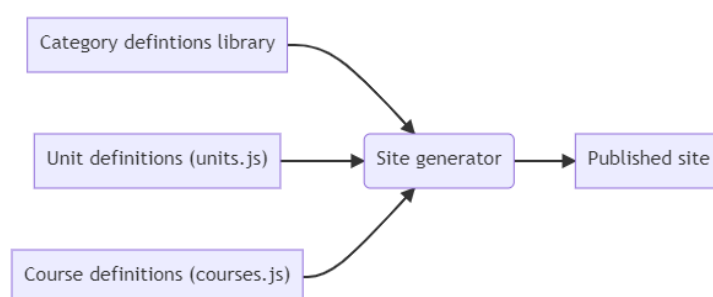 Category defintions library
Unit definitions (units.js)
Site generator
Published site
Course definitions (courses.js)